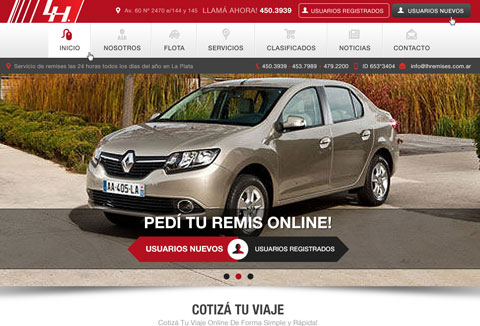 LH
Av. 60 Nº 2470 e/144 y 145 LLAMÁ AHORA! 450.3939 USUARIOS REGISTRADOS USUARIOS NUEVOS
INICIO NOSOTROS FLOTA SERVICIOS CLASIFICADOS NOTICIAS CONTACTO
Servicio de remises las 24 horas todos los días del año en La Plata 450.3939 - 453.7989 - 479.2200 ID 653*3404 info@lhremises.com.ar
AA-405-LA
PEDÍ TU REMIS ONLINE!
USUARIOS NUEVOS USUARIOS REGISTRADOS
COTIZÁ TU VIAJE
Cotizá Tu Viaje Online De Forma Simple y Rápida!